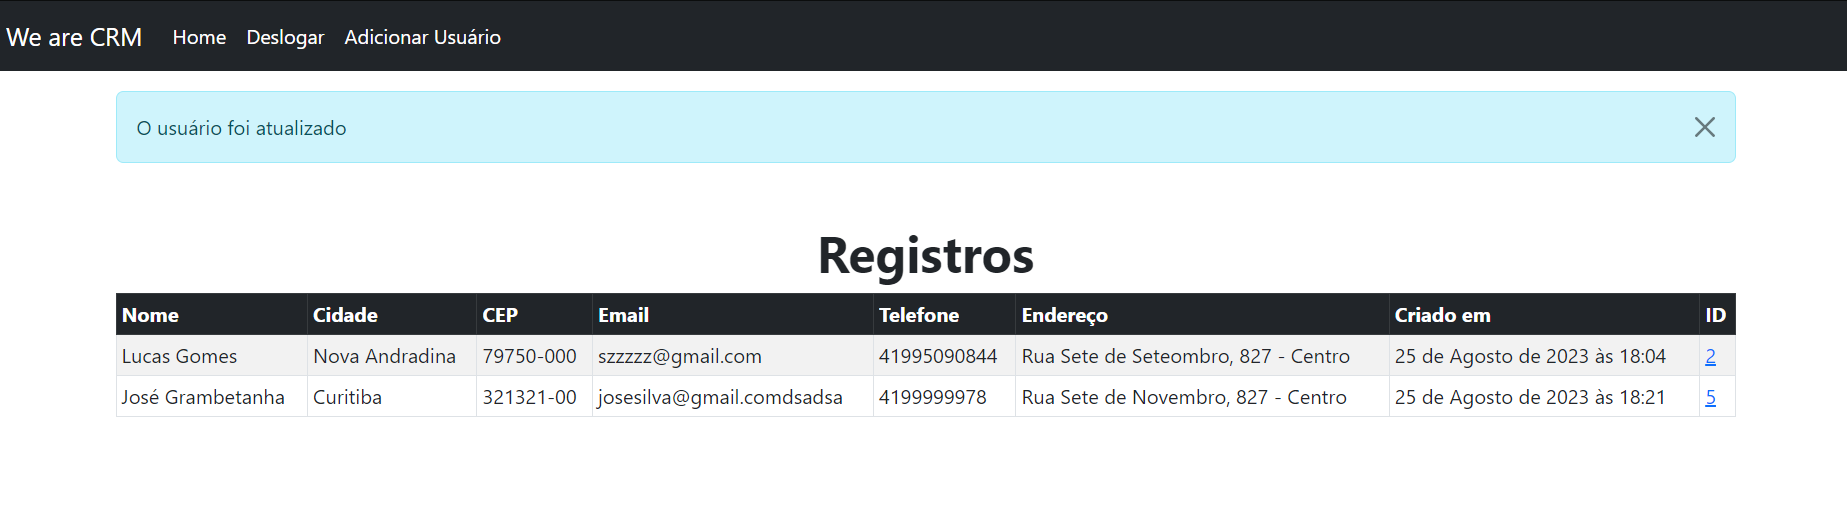 We are CRM Home Deslogar Adicionar Usuário
O usuário foi atualizado
Registros
Nome Cidade CEP Email Telefone Endereço Criado em ID
Lucas Gomes Nova Andradina 79750-000 szzzzz@gmail.com 41995090844 Rua Sete de Seteombro, 827 - Centro 25 de Agosto de 2023 às 18:04 2
José Grambetanha Curitiba 321321-00 josesilva@gmail.comdsadsa 4199999978 Rua Sete de Novembro, 827 - Centro 25 de Agosto de 2023 às 18:21 5